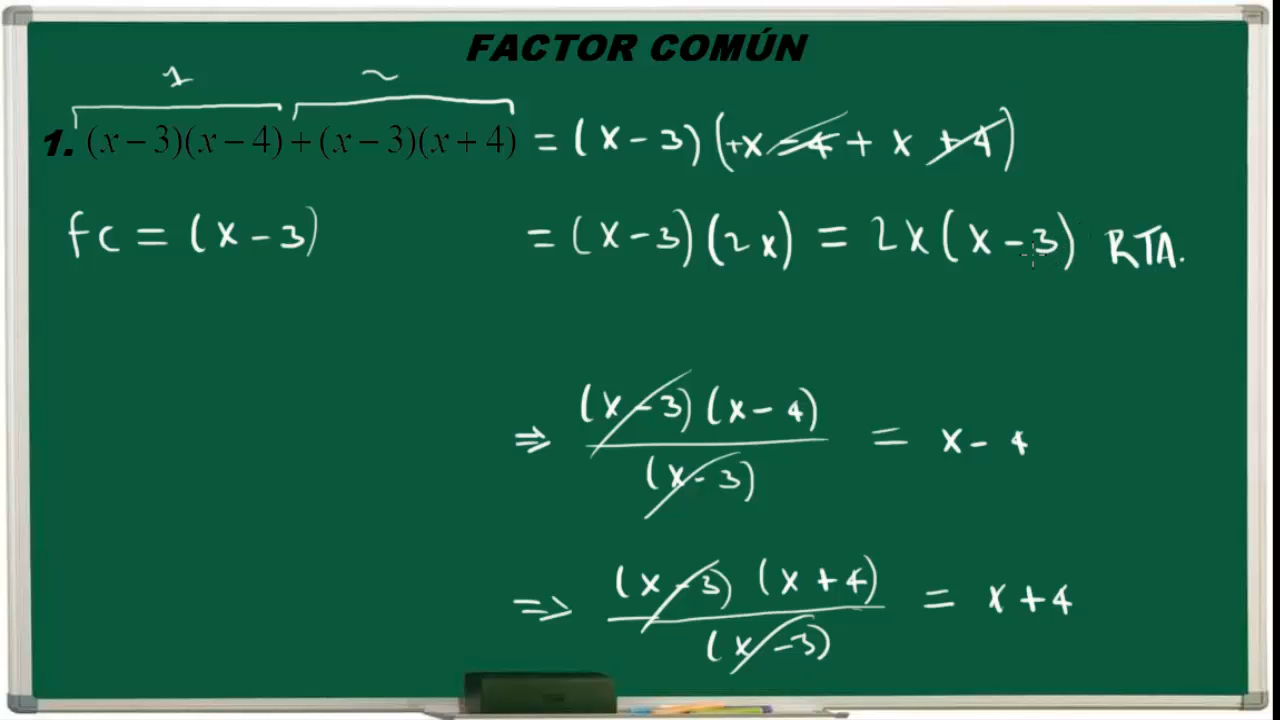 FACTOR COMÚN
1 2
1. (x − 3)(x − 4) + (x − 3)(x + 4) = (x − 3)(+x − 4 + x + 4)
fc = (x − 3) = (x − 3)(2x) = 2x(x − 3) RTA.
⇒ (x − 3)(x − 4) = x − 4
(x − 3)
⇒ (x − 3)(x + 4) = x + 4
(x − 3)